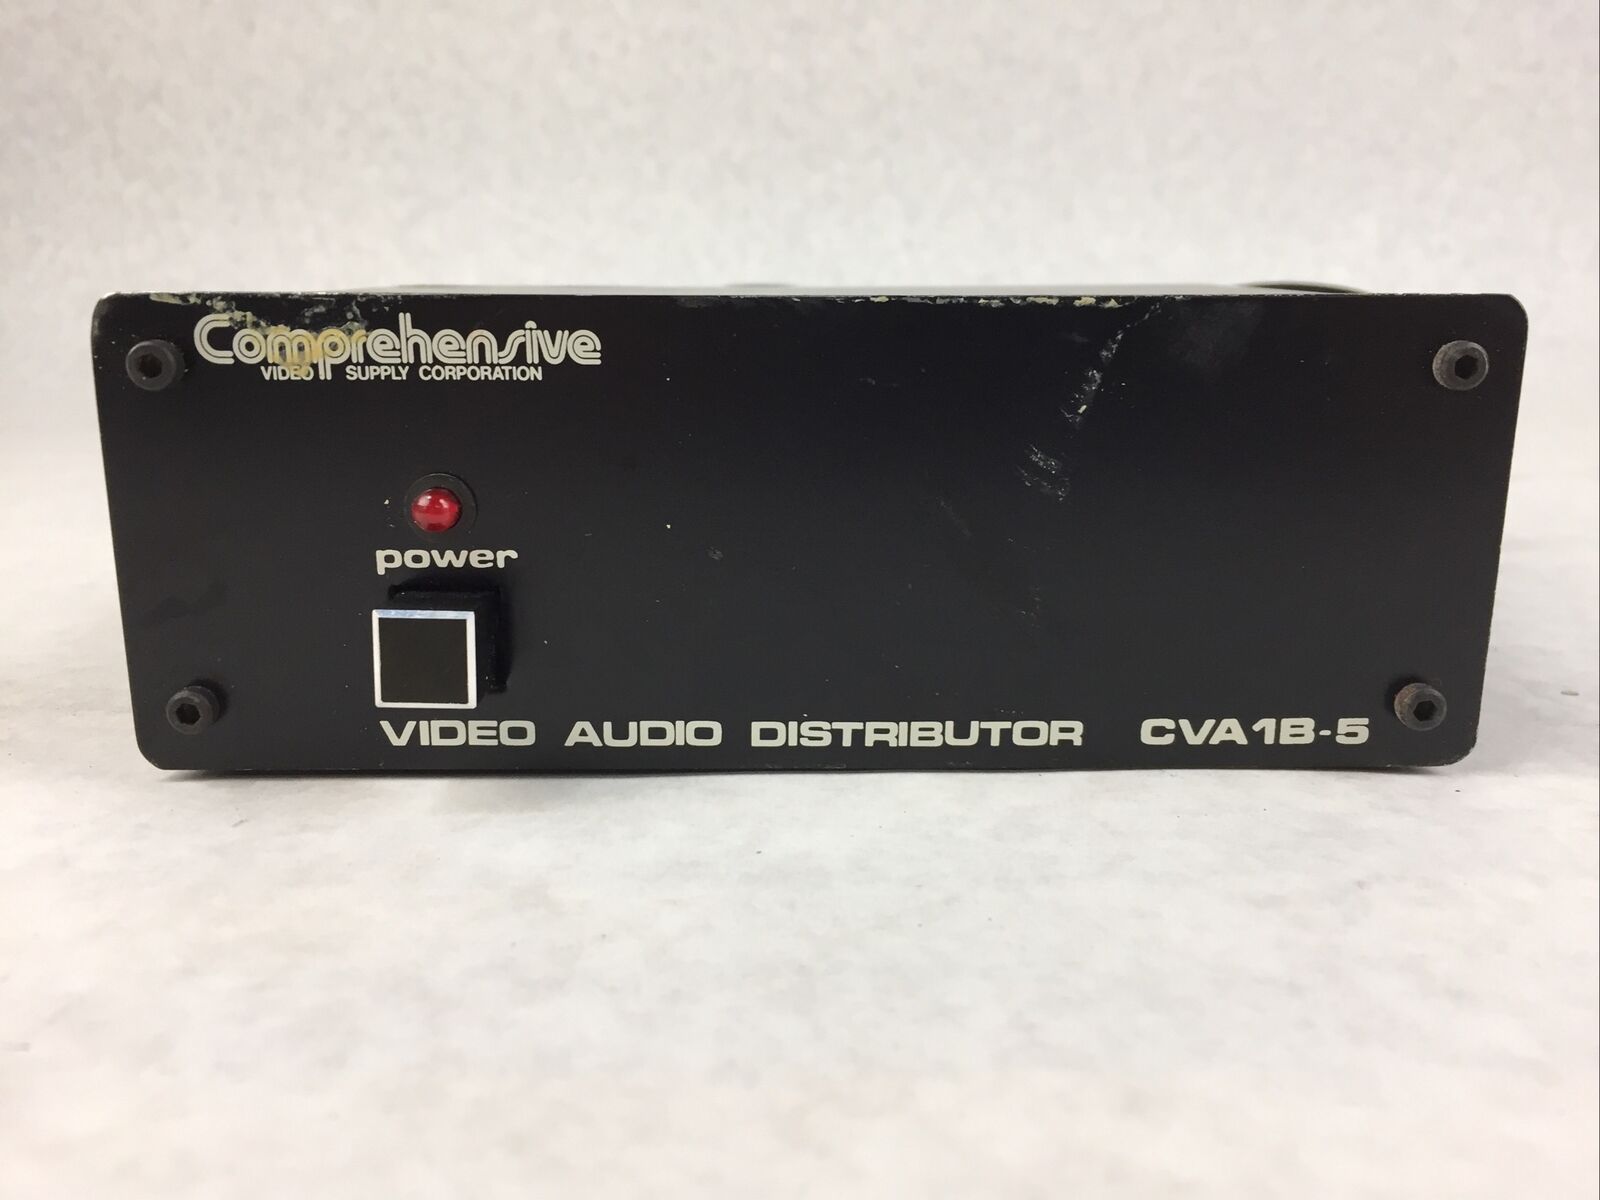 Comprehensive
VIDEO SUPPLY CORPORATION
power
VIDEO AUDIO DISTRIBUTOR CVA1B-5